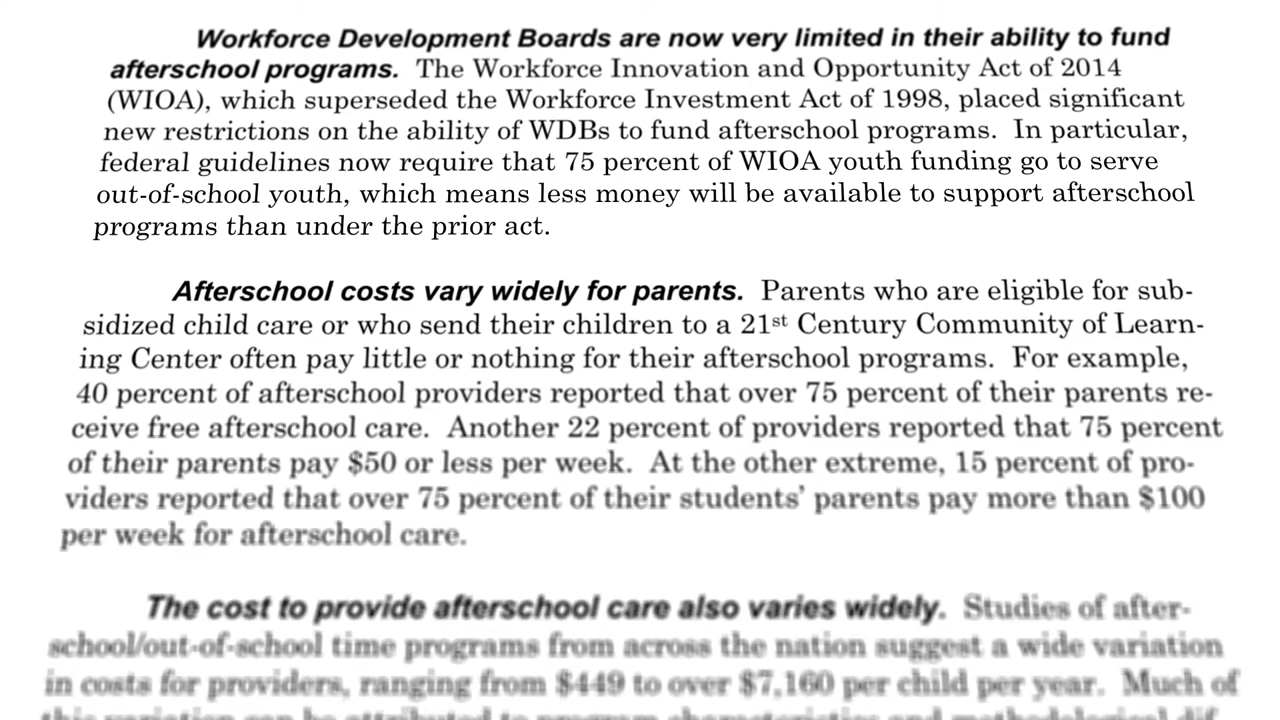 Workforce Development Boards are now very limited in their ability to fund
afterschool programs. The Workforce Innovation and Opportunity Act of 2014
(WIOA), which superseded the Workforce Investment Act of 1998, placed significant
new restrictions on the ability of WDBs to fund afterschool programs. In particular,
federal guidelines now require that 75 percent of WIOA youth funding go to serve
out-of-school youth, which means less money will be available to support afterschool
programs than under the prior act.
Afterschool costs vary widely for parents. Parents who are eligible for sub-
sidized child care or who send their children to a 21st Century Community of Learn-
ing Center often pay little or nothing for their afterschool programs. For example,
40 percent of afterschool providers reported that over 75 percent of their parents re-
ceive free afterschool care. Another 22 percent of providers reported that 75 percent
of their parents pay $50 or less per week. At the other extreme, 15 percent of pro-
viders reported that over 75 percent of their students' parents pay more than $100
per week for afterschool care.
The cost to provide afterschool care also varies widely. Studies of after-
school/out-of-school time programs from across the nation suggest a wide variation
in costs for providers, ranging from $449 to over $7,160 per child per year. Much of
this variation can be attributed to program characteristics and methodological dif-